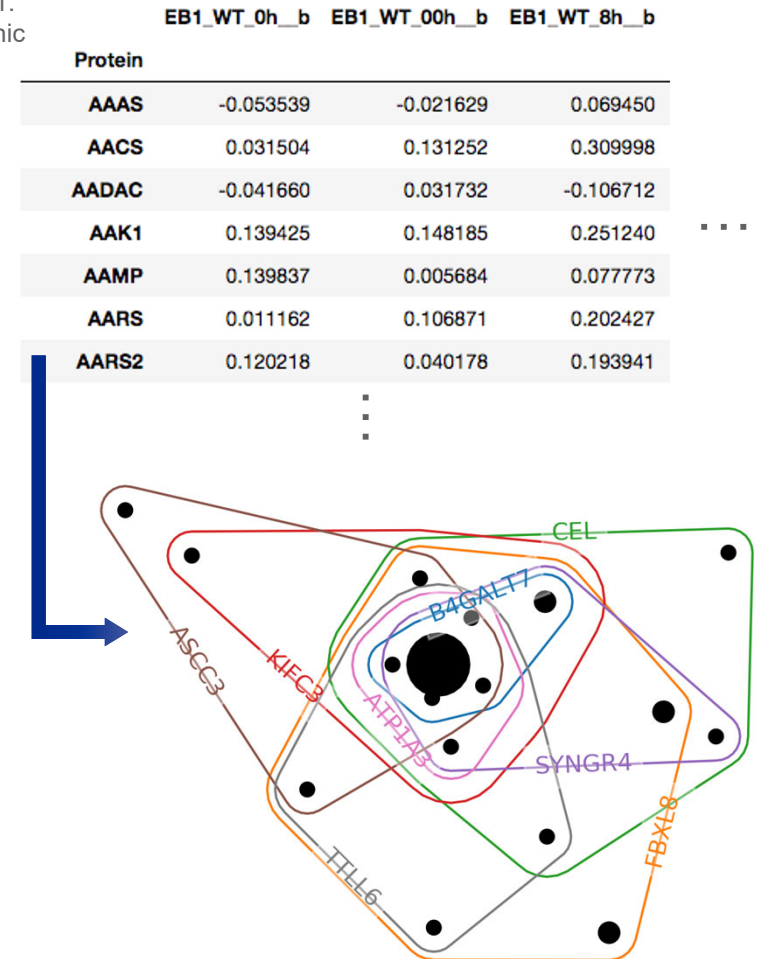 EB1_WT_0h__b EB1_WT_00h__b EB1_WT_8h__b
Protein
AAAS -0.053539 -0.021629 0.069450
AACS 0.031504 0.131252 0.309998
AADAC -0.041660 0.031732 -0.106712
AAK1 0.139425 0.148185 0.251240
AAMP 0.139837 0.005684 0.077773
AARS 0.011162 0.106871 0.202427
AARS2 0.120218 0.040178 0.193941
CEL
B4GALT7
ASCC3
KIFC3
ATP1A3
SYNGR4
FBXL8
TTLL6